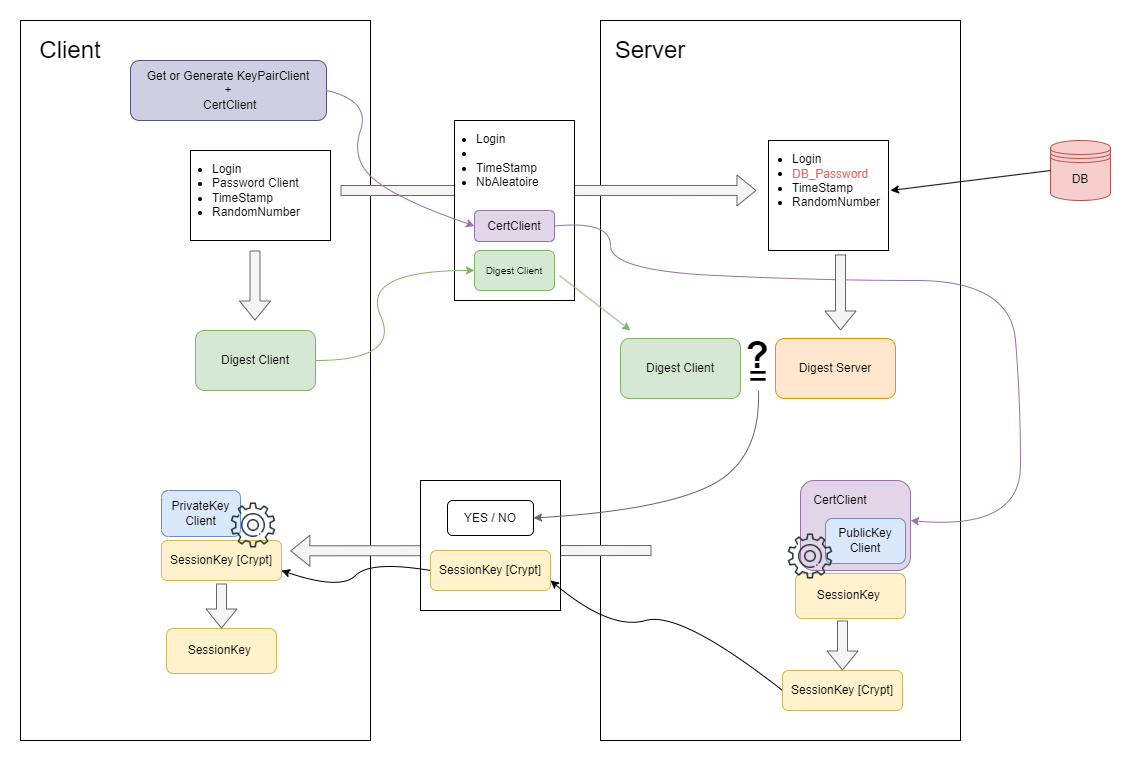 Client
Server
Get or Generate KeyPairClient
+
CertClient
Login
Password Client
TimeStamp
RandomNumber
Login
TimeStamp
NbAleatoire
CertClient
Digest Client
Login
DB_Password
TimeStamp
RandomNumber
DB
Digest Client
Digest Client
?
=
Digest Server
PrivateKey
Client
SessionKey [Crypt]
SessionKey
YES / NO
SessionKey [Crypt]
CertClient
PublicKey
Client
SessionKey
SessionKey [Crypt]